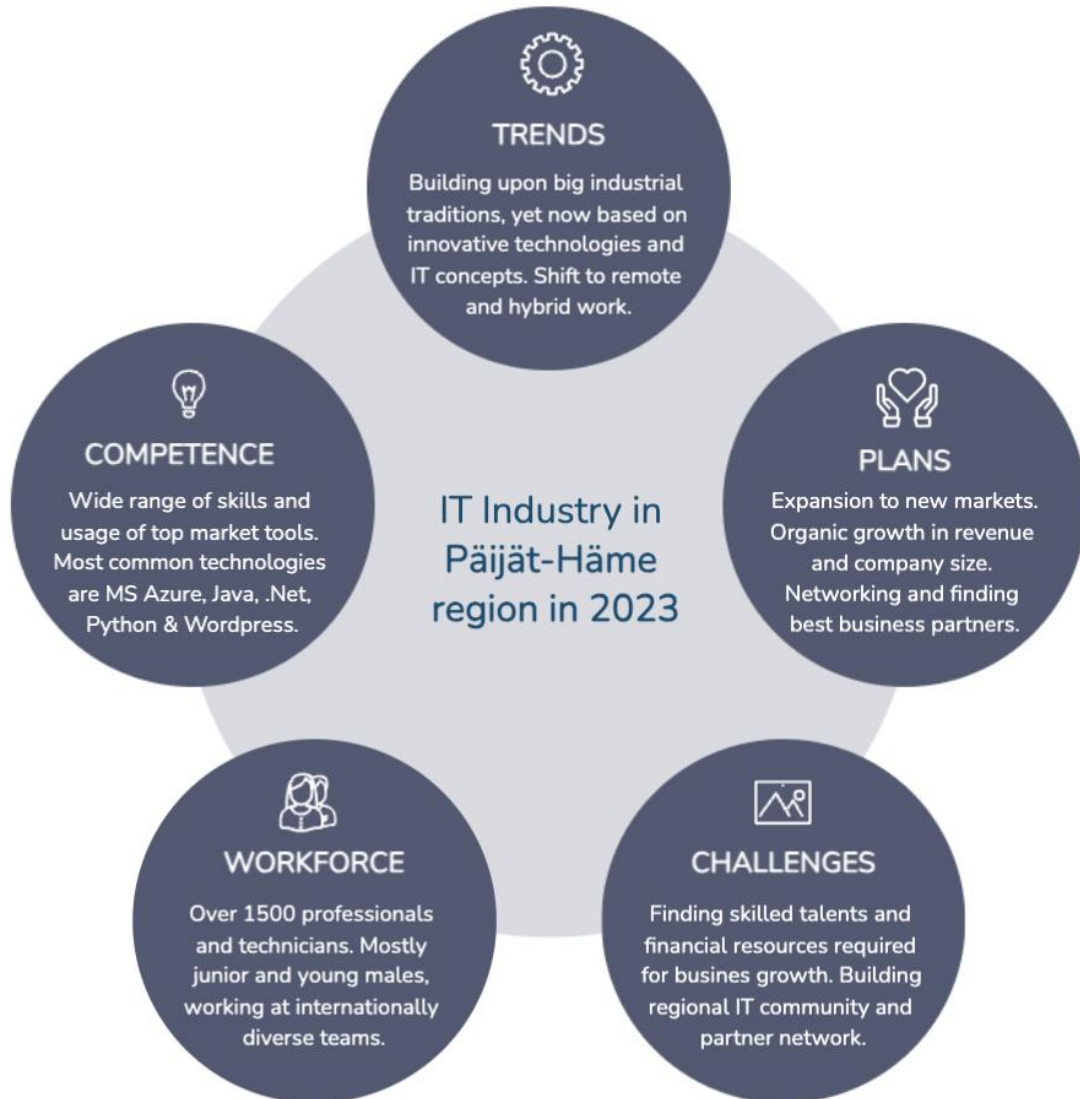 TRENDS
Building upon big industrial
traditions, yet now based on
innovative technologies and
IT concepts. Shift to remote
and hybrid work.
COMPETENCE
Wide range of skills and
usage of top market tools.
Most common technologies
are MS Azure, Java, .Net,
Python & Wordpress.
IT Industry in
Päijät-Häme
region in 2023
PLANS
Expansion to new markets.
Organic growth in revenue
and company size.
Networking and finding
best business partners.
WORKFORCE
Over 1500 professionals
and technicians. Mostly
junior and young males,
working at internationally
diverse teams.
CHALLENGES
Finding skilled talents and
financial resources required
for busines growth. Building
regional IT community and
partner network.